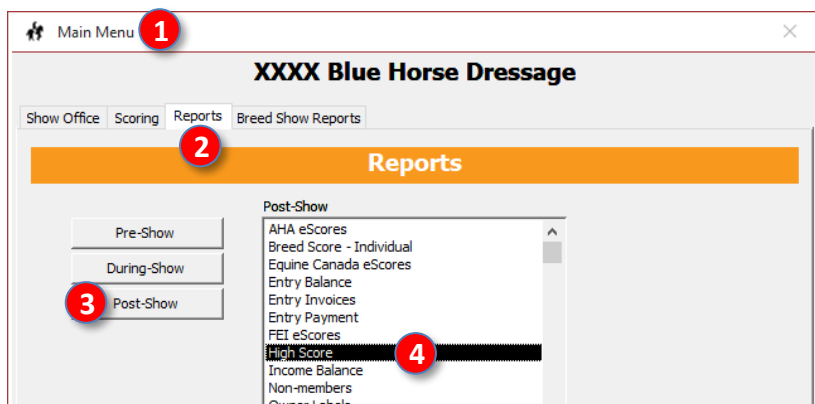 Main Menu 1
XXXX Blue Horse Dressage
Show Office Scoring Reports Breed Show Reports
2
Reports
Post-Show
Pre-Show
During-Show
3 Post-Show
AHA eScores
Breed Score - Individual
Equine Canada eScores
Entry Balance
Entry Invoices
Entry Payment
FEI eScores
High Score 4
Income Balance
Non-members
Owner Labels